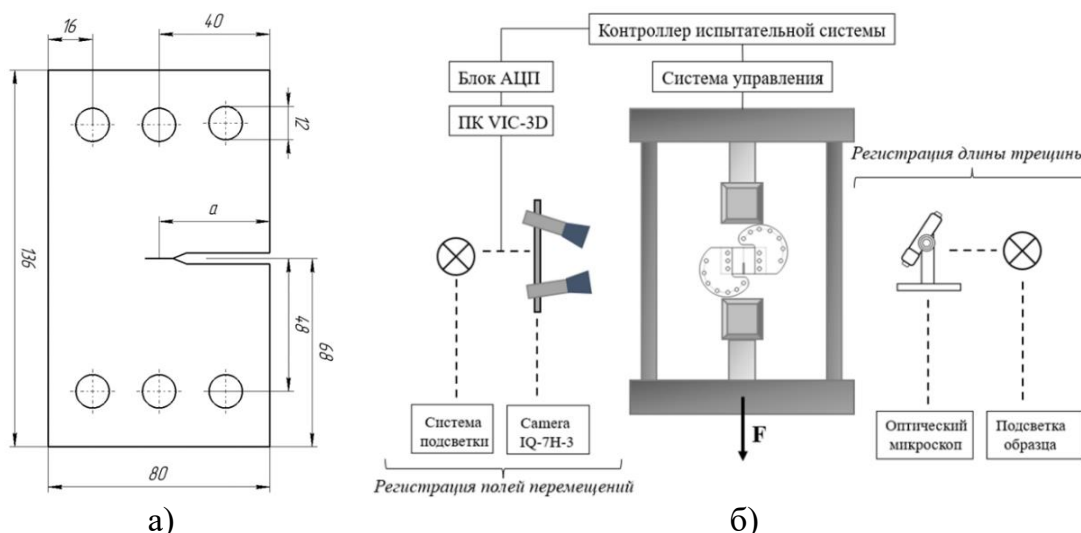 16
40
12
a
136
48
68
80
а)
Контроллер испытательной системы
Блок АЦП
Система управления
ПК VIC-3D
Регистрация длины трещины
F
Система
подсветки
Camera
IQ-7H-3
Оптический
микроскоп
Подсветка
образца
Регистрация полей перемещений
б)